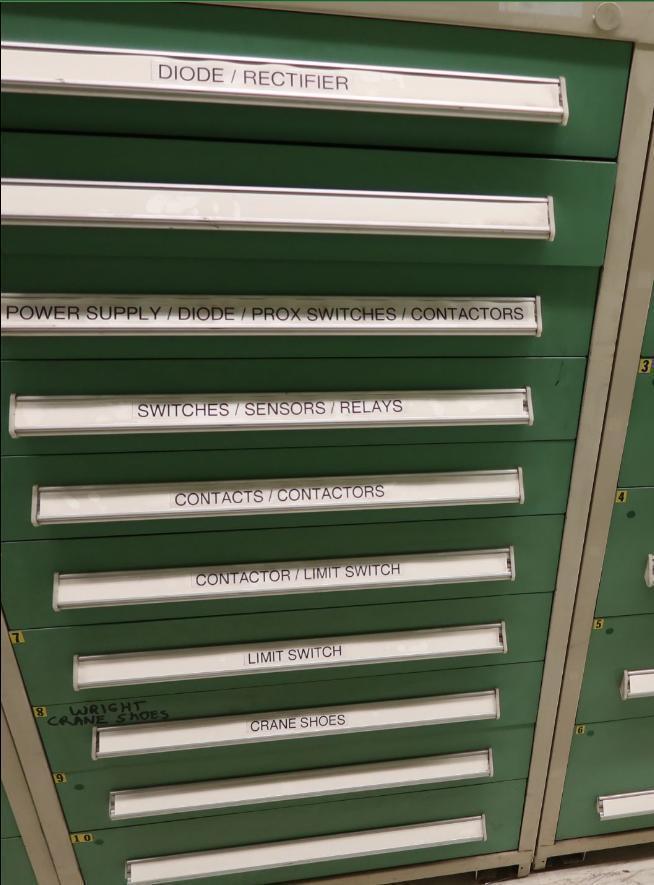 DIODE / RECTIFIER
POWER SUPPLY / DIODE / PROX SWITCHES / CONTACTORS
3
SWITCHES / SENSORS / RELAYS
CONTACTS / CONTACTORS
4
CONTACTOR / LIMIT SWITCH
5
7
LIMIT SWITCH
8
WRIGHT
CRANE SHOES
CRANE SHOES
6
9
10